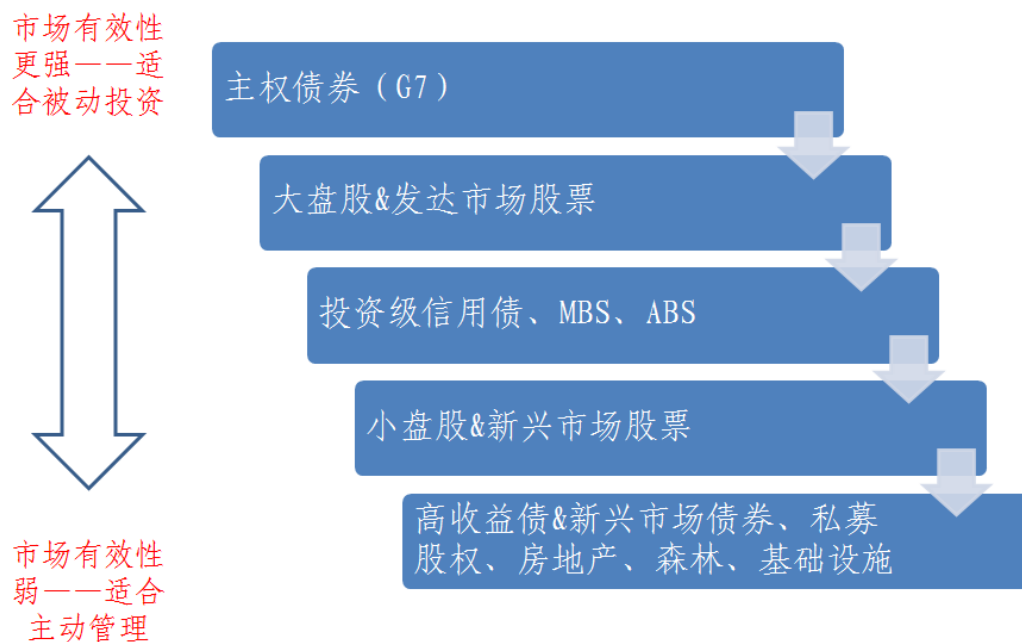 市场有效性
更强——适
合被动投资
主权债券（G7）
大盘股&发达市场股票
投资级信用债、MBS、ABS
小盘股&新兴市场股票
高收益债&新兴市场债券、私募
股权、房地产、森林、基础设施
市场有效性
弱——适合
主动管理